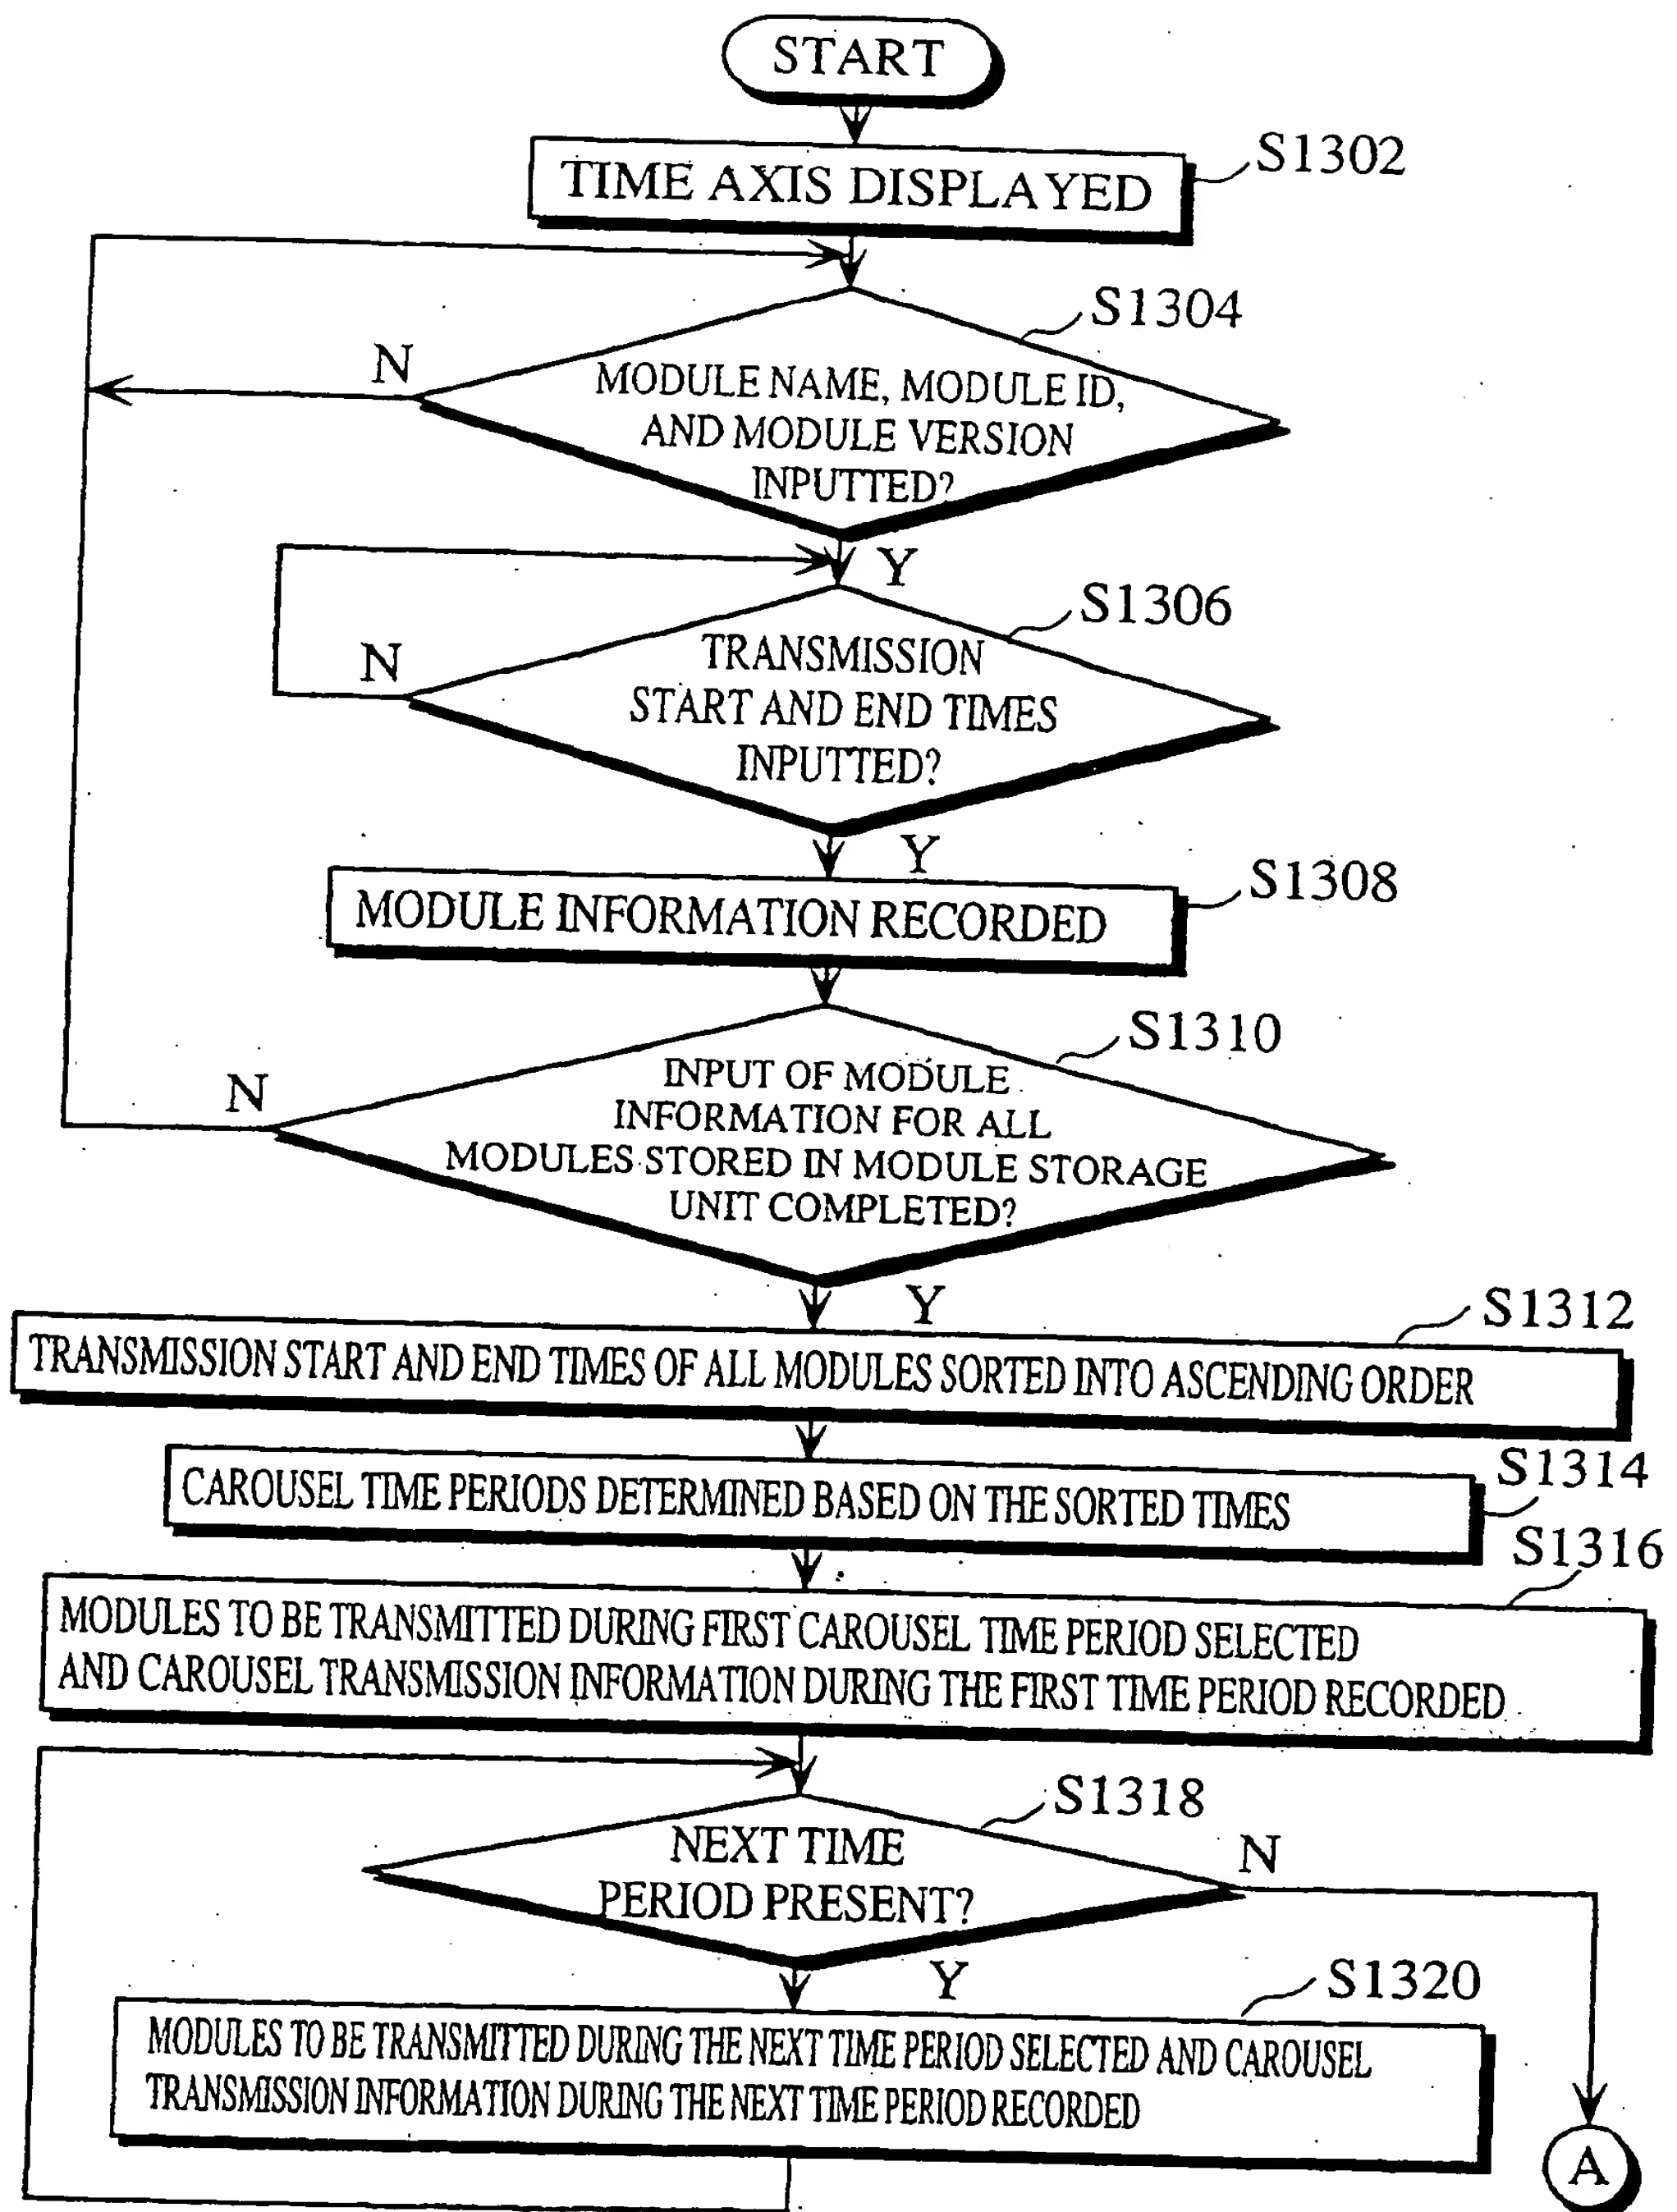 START
TIME AXIS DISPLAYED
S1302
S1304
N
MODULE NAME, MODULE ID,
AND MODULE VERSION
INPUTTED?
Y
S1306
N
TRANSMISSION
START AND END TIMES
INPUTTED?
Y
S1308
MODULE INFORMATION RECORDED
S1310
N
INPUT OF MODULE
INFORMATION FOR ALL
MODULES STORED IN MODULE STORAGE
UNIT COMPLETED?
Y
S1312
TRANSMISSION START AND END TIMES OF ALL MODULES SORTED INTO ASCENDING ORDER
S1314
CAROUSEL TIME PERIODS DETERMINED BASED ON THE SORTED TIMES
S1316
MODULES TO BE TRANSMITTED DURING FIRST CAROUSEL TIME PERIOD SELECTED
AND CAROUSEL TRANSMISSION INFORMATION DURING THE FIRST TIME PERIOD RECORDED
S1318
NEXT TIME
PERIOD PRESENT?
N
Y
S1320
MODULES TO BE TRANSMITTED DURING THE NEXT TIME PERIOD SELECTED AND CAROUSEL
TRANSMISSION INFORMATION DURING THE NEXT TIME PERIOD RECORDED
A